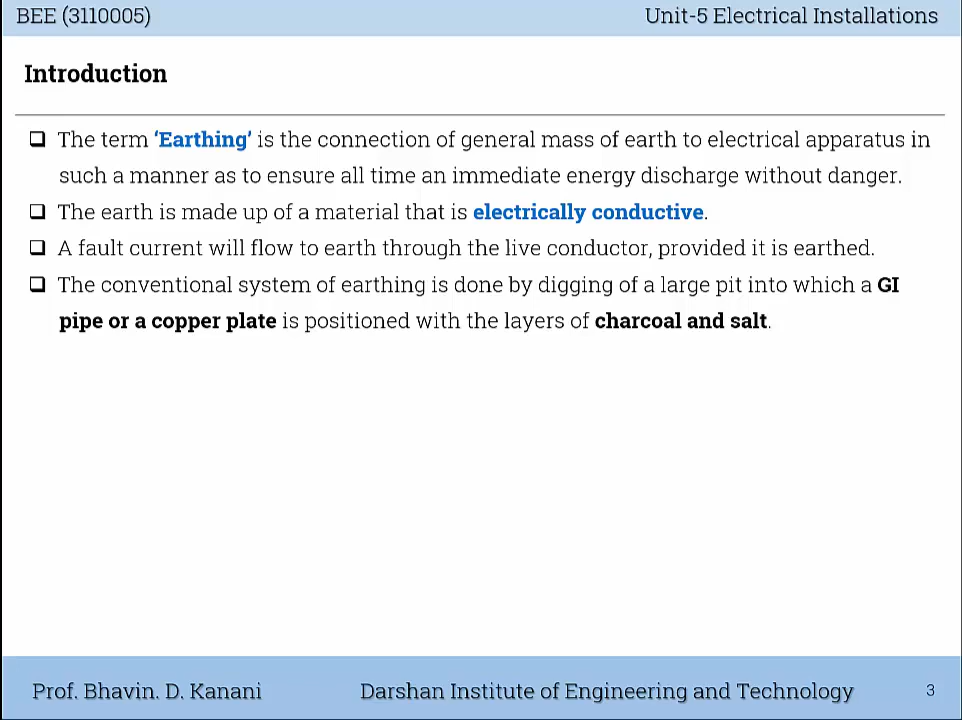 BEE (3110005) Unit-5 Electrical Installations
Introduction
❑ The term ‘Earthing’ is the connection of general mass of earth to electrical apparatus in
such a manner as to ensure all time an immediate energy discharge without danger.
❑ The earth is made up of a material that is electrically conductive.
❑ A fault current will flow to earth through the live conductor, provided it is earthed.
❑ The conventional system of earthing is done by digging of a large pit into which a GI
pipe or a copper plate is positioned with the layers of charcoal and salt.
Prof. Bhavin. D. Kanani Darshan Institute of Engineering and Technology 3